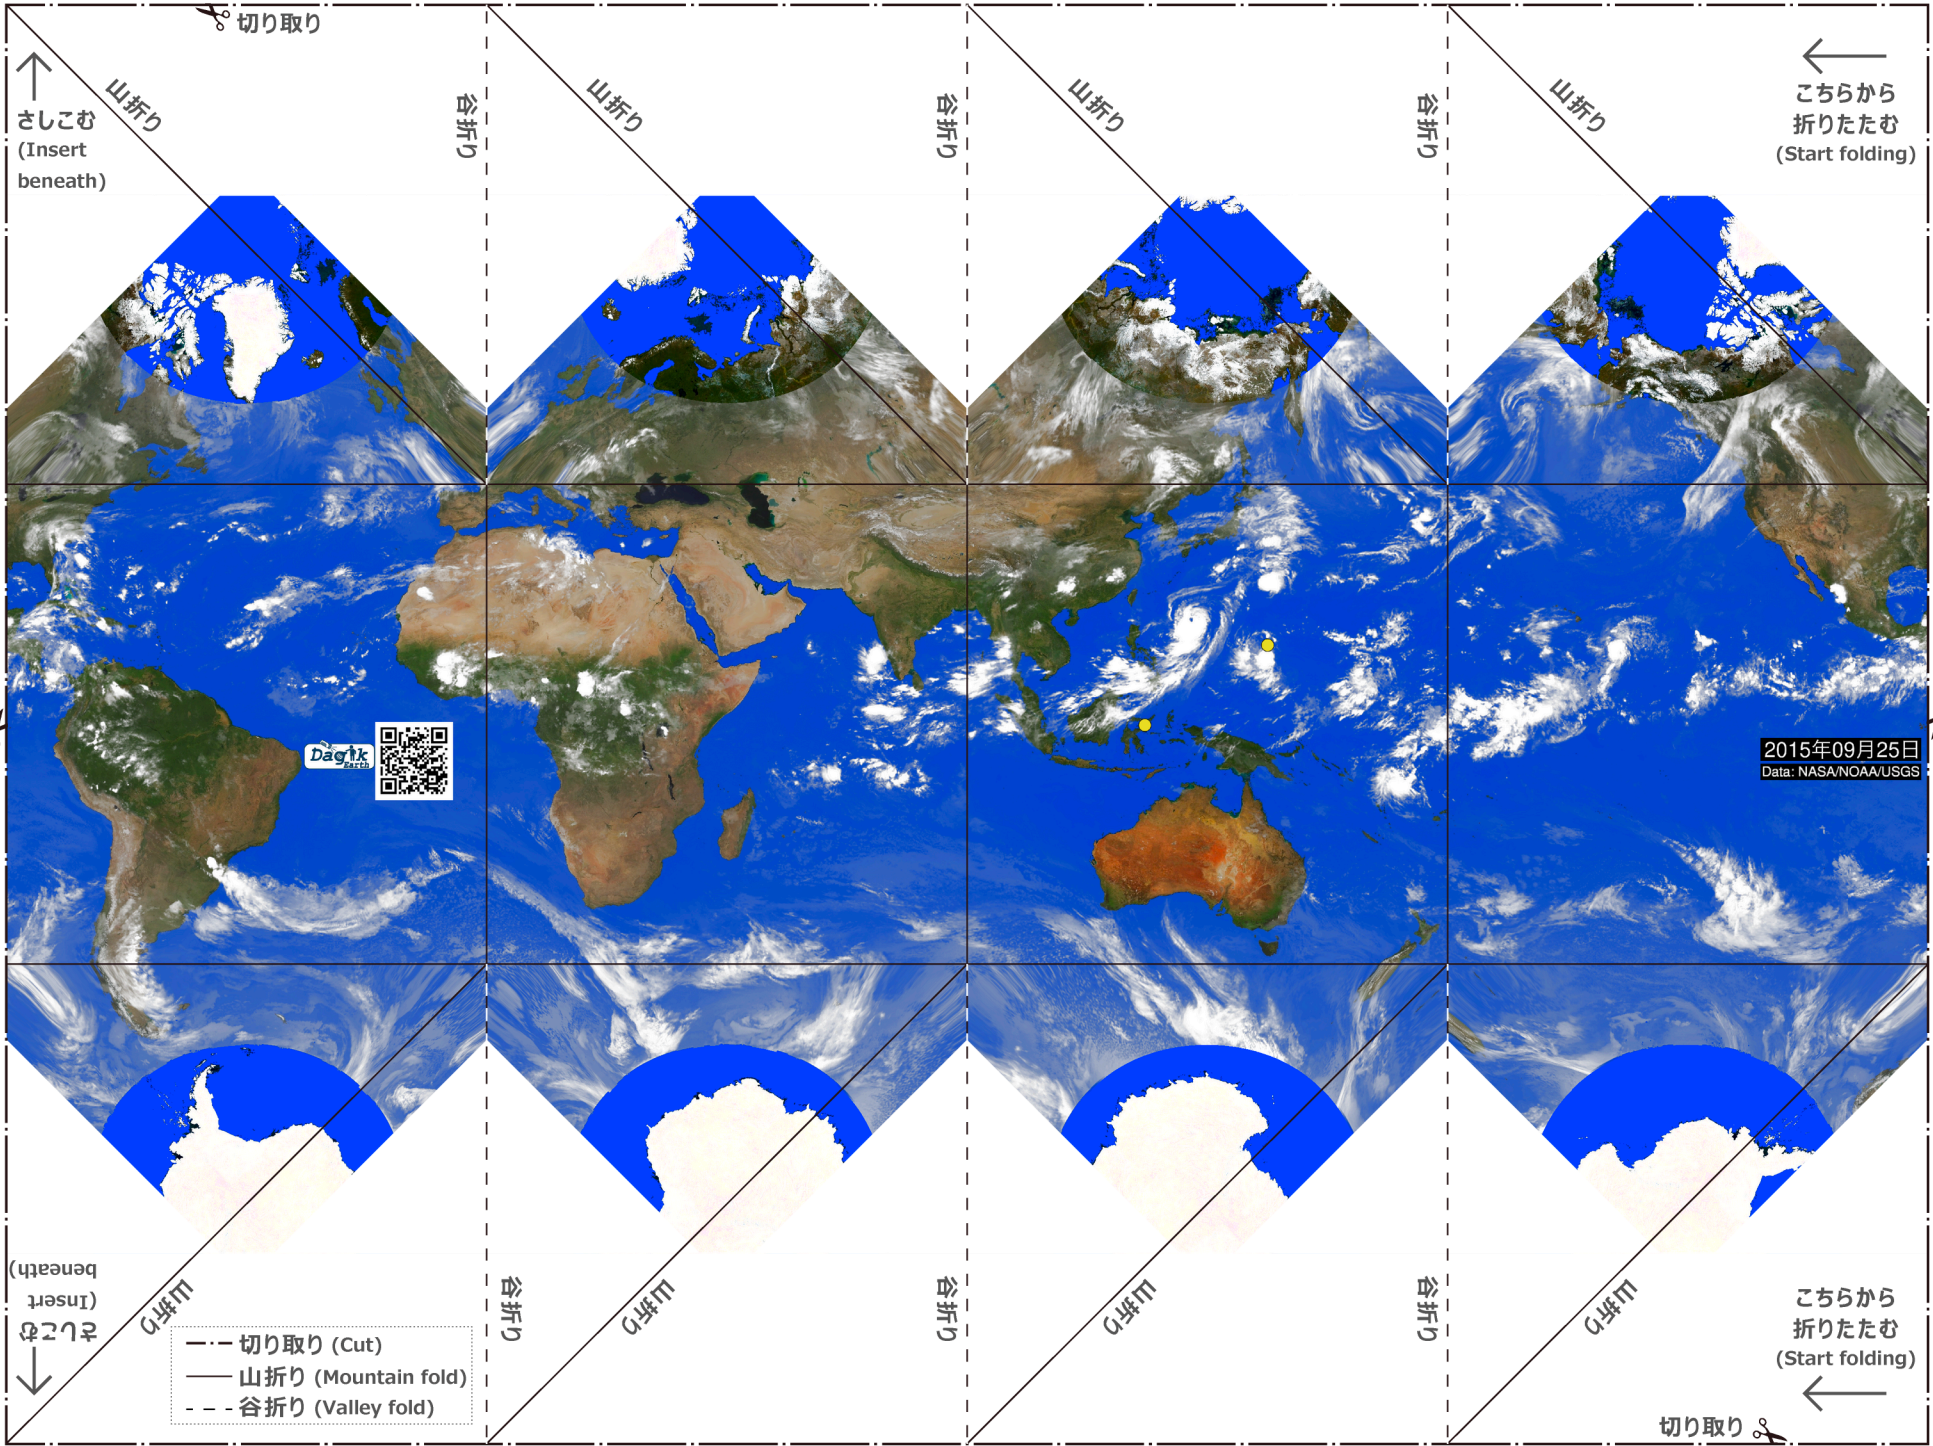 切り取り
山折り
谷折り
山折り
谷折り
山折り
谷折り
山折り
さしこむ
(Insert
beneath)
こちらから
折りたたむ
(Start folding)
Dagik
Earth
2015年09月25日
Data: NASA/NOAA/USGS
さしこむ
(Insert
beneath)
山折り
谷折り
山折り
谷折り
山折り
谷折り
山折り
こちらから
折りたたむ
(Start folding)
切り取り (Cut)
山折り (Mountain fold)
谷折り (Valley fold)
切り取り